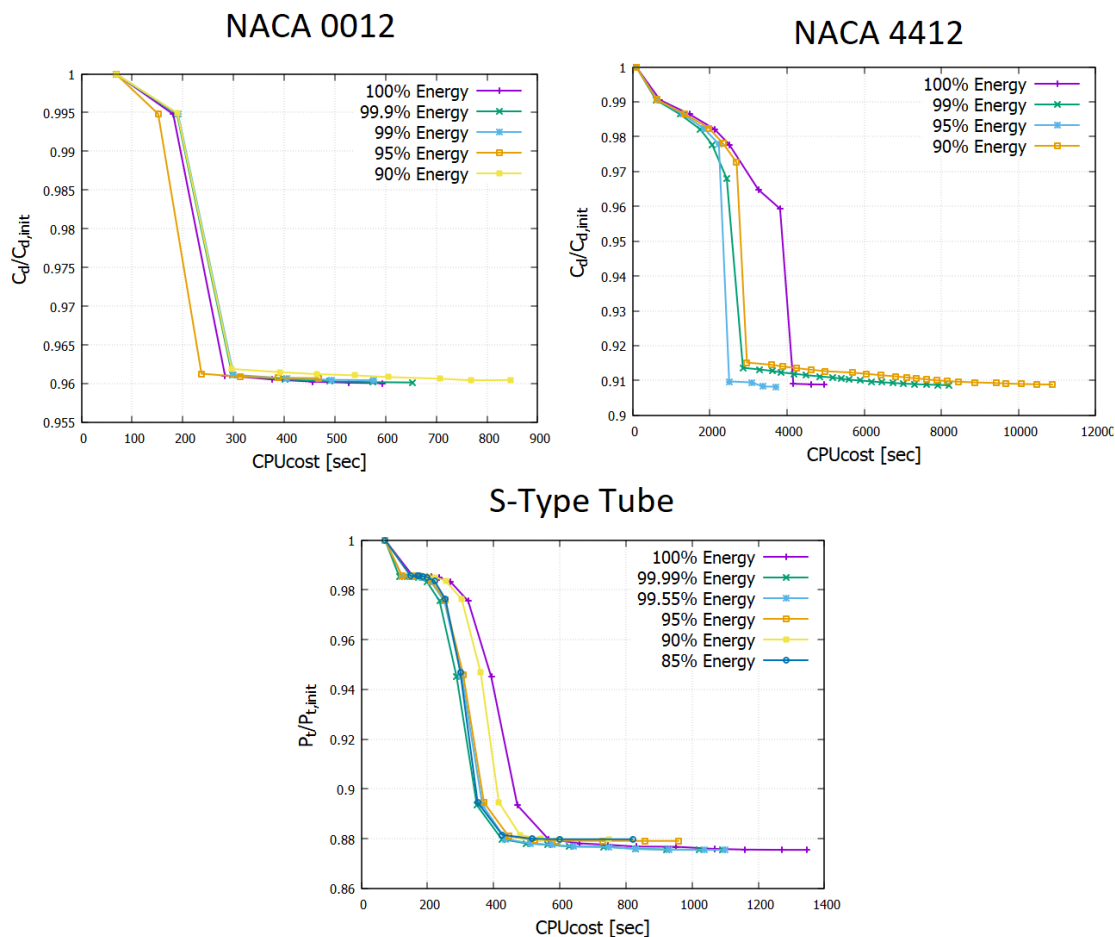 NACA 0012
1
0.995
0.99
0.985
0.98
0.975
0.97
0.965
0.96
0.955
0
100
200
300
400
500
600
700
800
900
C_d/C_d,init
CPUcost [sec]
100% Energy
99.9% Energy
99% Energy
95% Energy
90% Energy
NACA 4412
1
0.99
0.98
0.97
0.96
0.95
0.94
0.93
0.92
0.91
0.9
0
2000
4000
6000
8000
10000
12000
C_d/C_d,init
CPUcost [sec]
100% Energy
99% Energy
95% Energy
90% Energy
S-Type Tube
1
0.98
0.96
0.94
0.92
0.9
0.88
0.86
0
200
400
600
800
1000
1200
1400
P_t/P_t,init
CPUcost [sec]
100% Energy
99.99% Energy
99.55% Energy
95% Energy
90% Energy
85% Energy